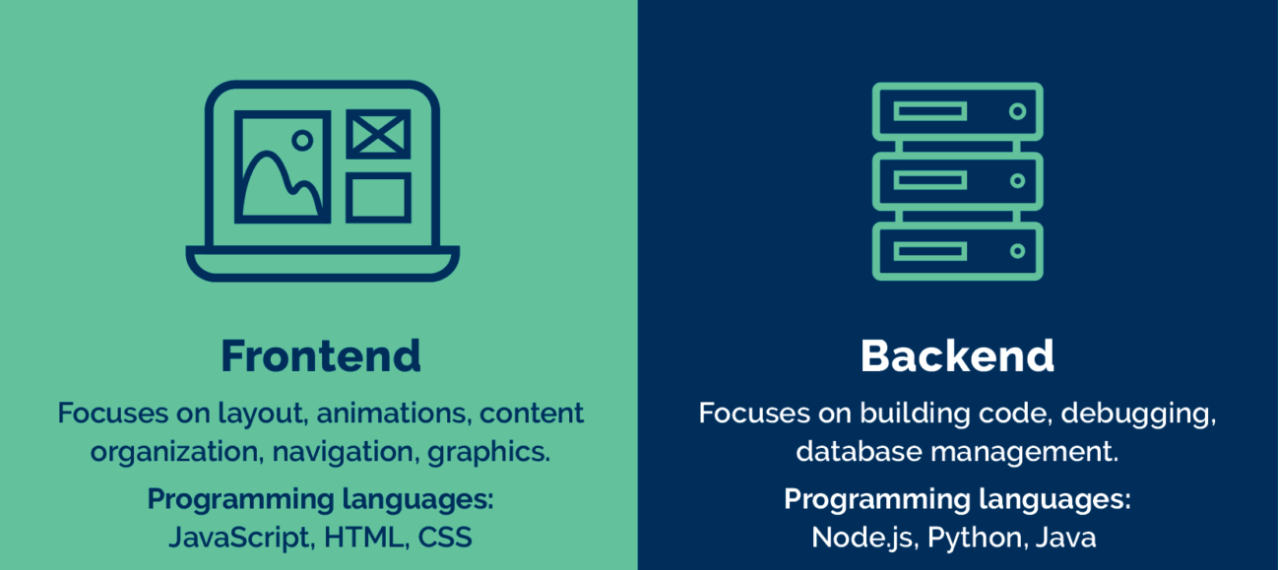 Frontend
Focuses on layout, animations, content
organization, navigation, graphics.
Programming languages:
JavaScript, HTML, CSS
Backend
Focuses on building code, debugging,
database management.
Programming languages:
Node.js, Python, Java